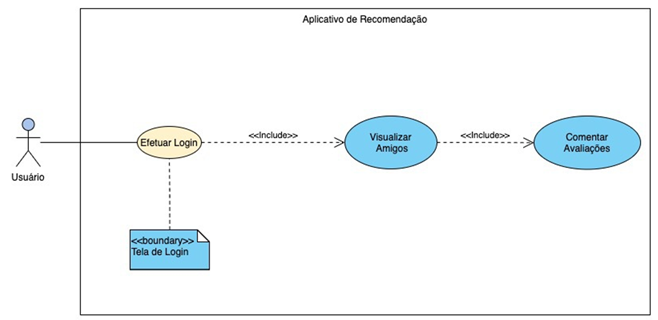 Aplicativo de Recomendação
Usuário
Efetuar Login
<<Include>>
Visualizar
Amigos
<<Include>>
Comentar
Avaliações
<<boundary>>
Tela de Login